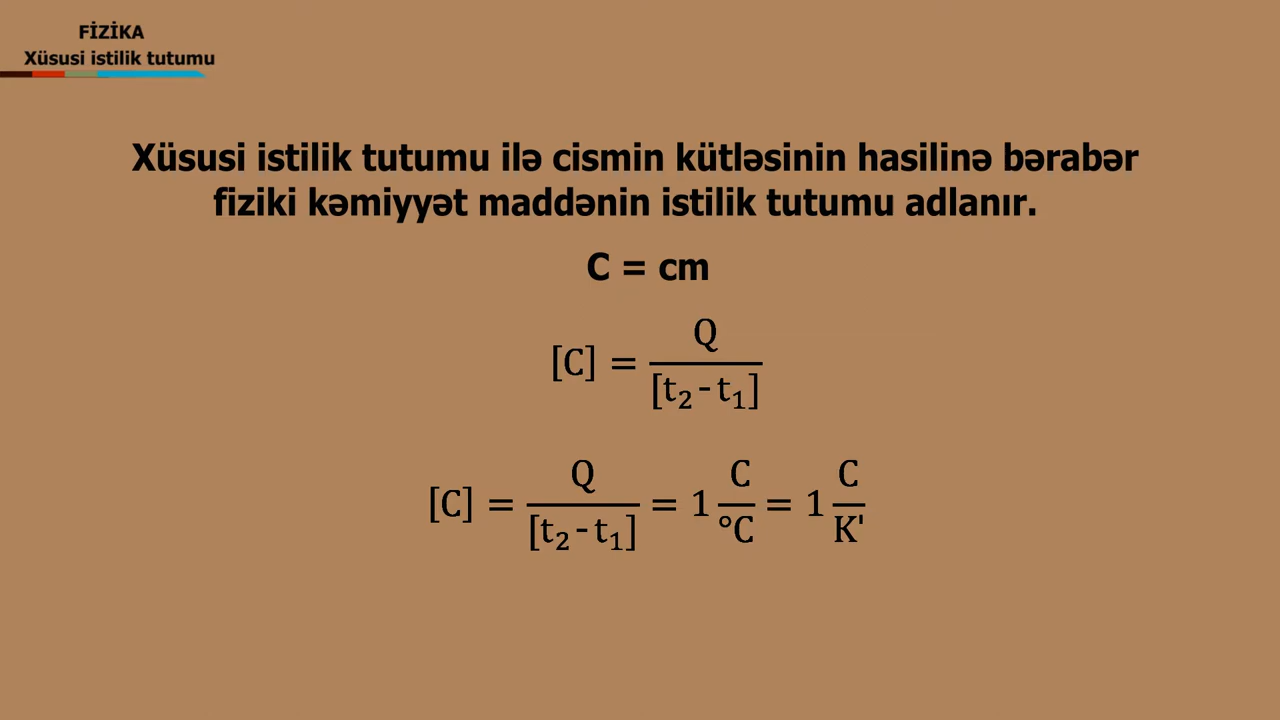 FİZİKA
Xüsusi istilik tutumu
Xüsusi istilik tutumu ilə cismin kütləsinin hasilinə bərabər
fiziki kəmiyyət maddənin istilik tutumu adlanır.
C = cm
[C] = Q / [t₂ - t₁]
[C] = Q / [t₂ - t₁] = 1 C / °C = 1 C / K'